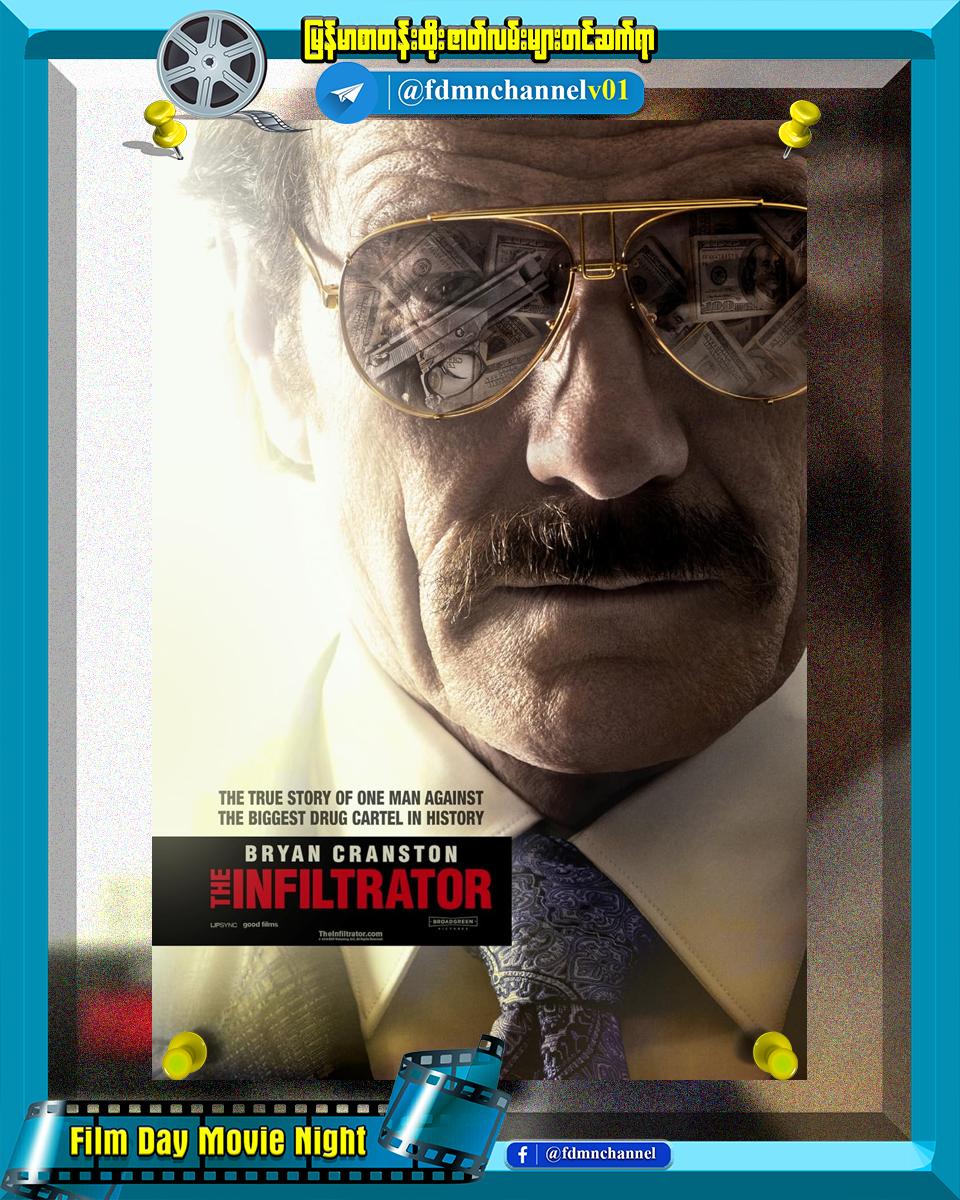 မြန်မာစာတန်းထိုးဇာတ်လမ်းများတင်ဆက်ရာ
@fdmnchannelv01
THE TRUE STORY OF ONE MAN AGAINST
THE BIGGEST DRUG CARTEL IN HISTORY
BRYAN CRANSTON
THE INFILTRATOR
LIPSYNC good films BROADGREEN
PICTURES
TheInfiltrator.com
Film Day Movie Night
@fdmnchannel